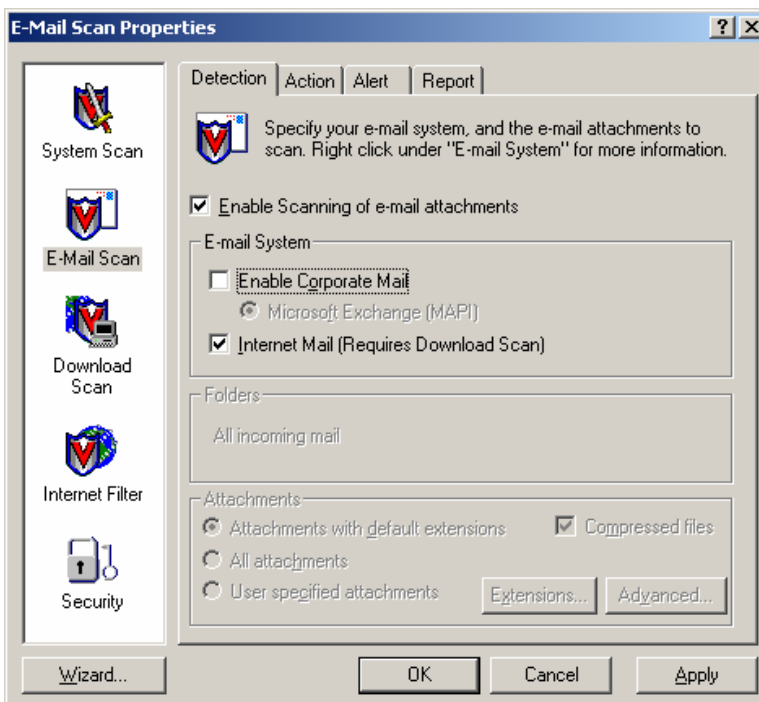 E-Mail Scan Properties
System Scan
E-Mail Scan
Download
Scan
Internet Filter
Security
Detection Action Alert Report
Specify your e-mail system, and the e-mail attachments to
scan. Right click under "E-mail System" for more information.
Enable Scanning of e-mail attachments
E-mail System
Enable Corporate Mail
Microsoft Exchange (MAPI)
Internet Mail (Requires Download Scan)
Folders
All incoming mail
Attachments
Attachments with default extensions Compressed files
All attachments
User specified attachments Extensions... Advanced...
Wizard... OK Cancel Apply